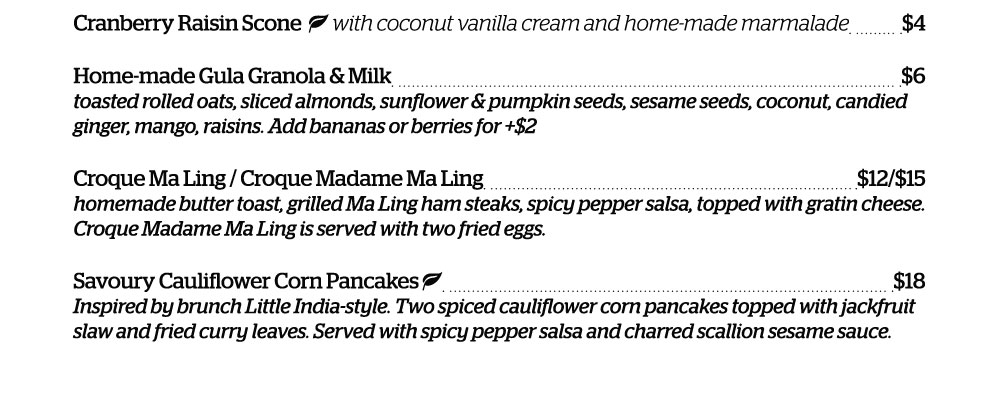 Cranberry Raisin Scone with coconut vanilla cream and home-made marmalade $4
Home-made Gula Granola & Milk $6
toasted rolled oats, sliced almonds, sunflower & pumpkin seeds, sesame seeds, coconut, candied
ginger, mango, raisins. Add bananas or berries for +$2
Croque Ma Ling / Croque Madame Ma Ling $12/$15
homemade butter toast, grilled Ma Ling ham steaks, spicy pepper salsa, topped with gratin cheese.
Croque Madame Ma Ling is served with two fried eggs.
Savoury Cauliflower Corn Pancakes $18
Inspired by brunch Little India-style. Two spiced cauliflower corn pancakes topped with jackfruit
slaw and fried curry leaves. Served with spicy pepper salsa and charred scallion sesame sauce.